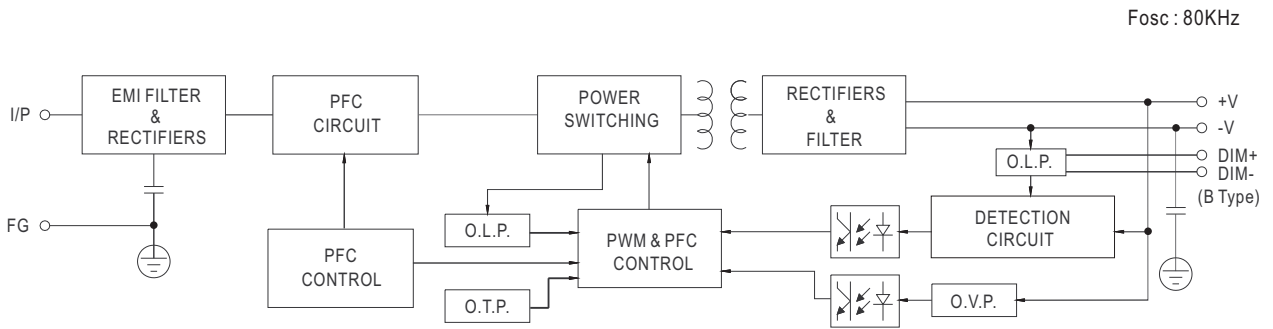 Fosc : 80KHz
I/P
EMI FILTER
&
RECTIFIERS
PFC
CIRCUIT
POWER
SWITCHING
RECTIFIERS
&
FILTER
+V
-V
O.L.P.
DIM+
DIM-
(B Type)
FG
PFC
CONTROL
O.L.P.
O.T.P.
PWM & PFC
CONTROL
DETECTION
CIRCUIT
O.V.P.